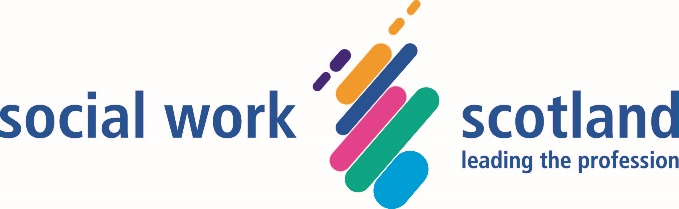 social work scotland
leading the profession